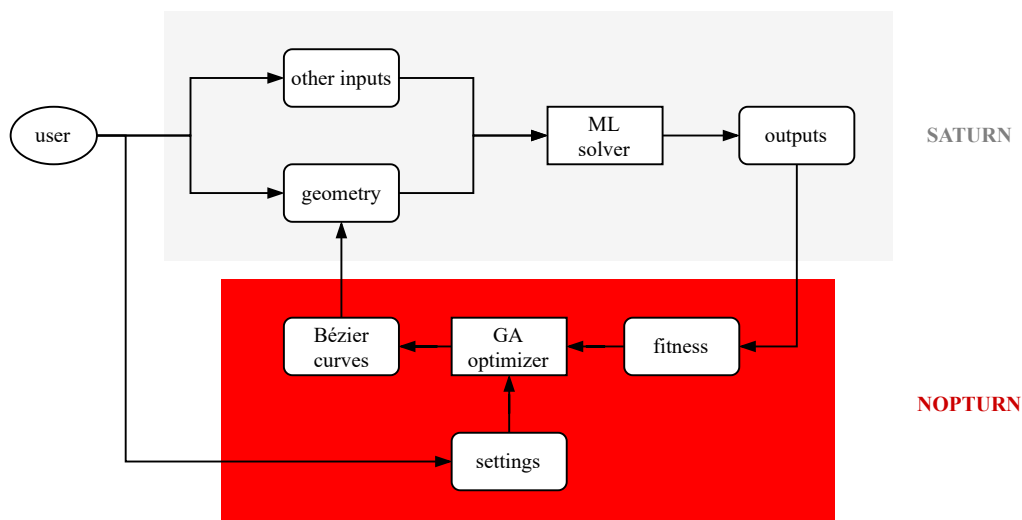 other inputs
user
ML
solver
outputs
SATURN
geometry
Bézier
curves
GA
optimizer
fitness
NOPTURN
settings